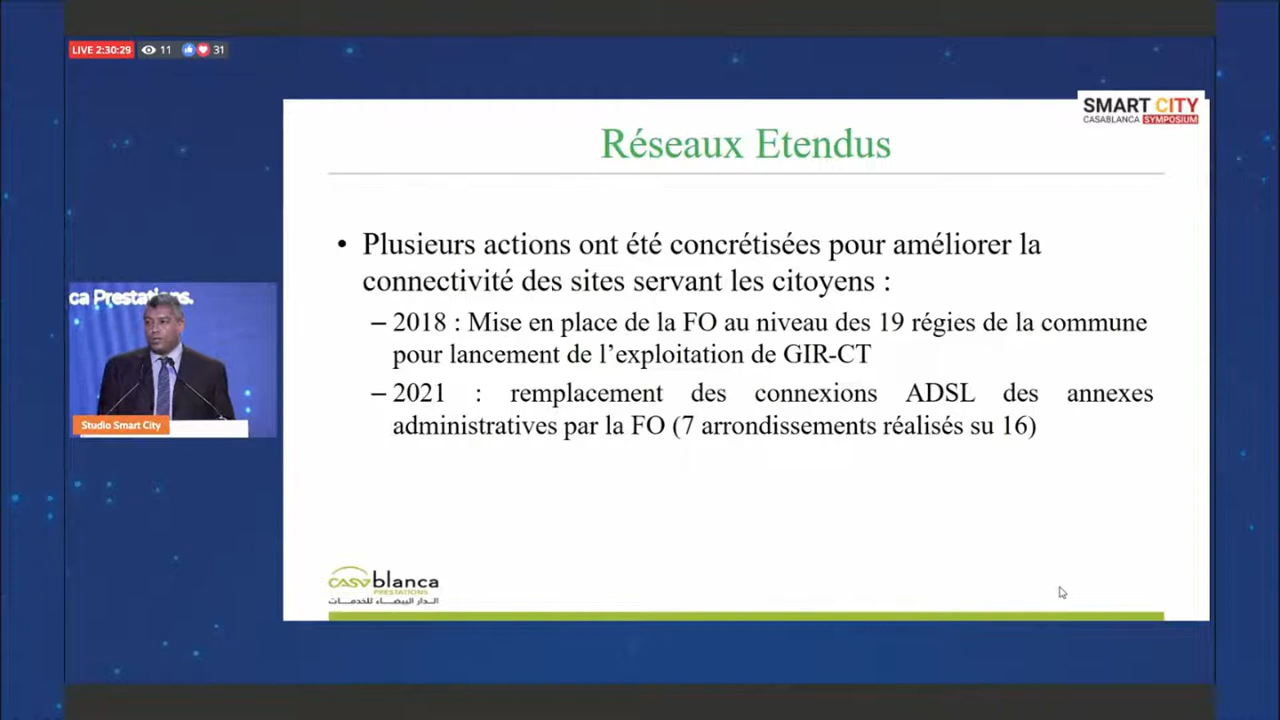 LIVE 2:30:29 11 31
SMART CITY
CASABLANCA SYMPOSIUM
Réseaux Etendus
• Plusieurs actions ont été concrétisées pour améliorer la
connectivité des sites servant les citoyens :
– 2018 : Mise en place de la FO au niveau des 19 régies de la commune
pour lancement de l’exploitation de GIR-CT
– 2021 : remplacement des connexions ADSL des annexes
administratives par la FO (7 arrondissements réalisés su 16)
ca Prestations.
Studio Smart City
CASAblanca
PRESTATIONS
الدار البيضاء للخدمات